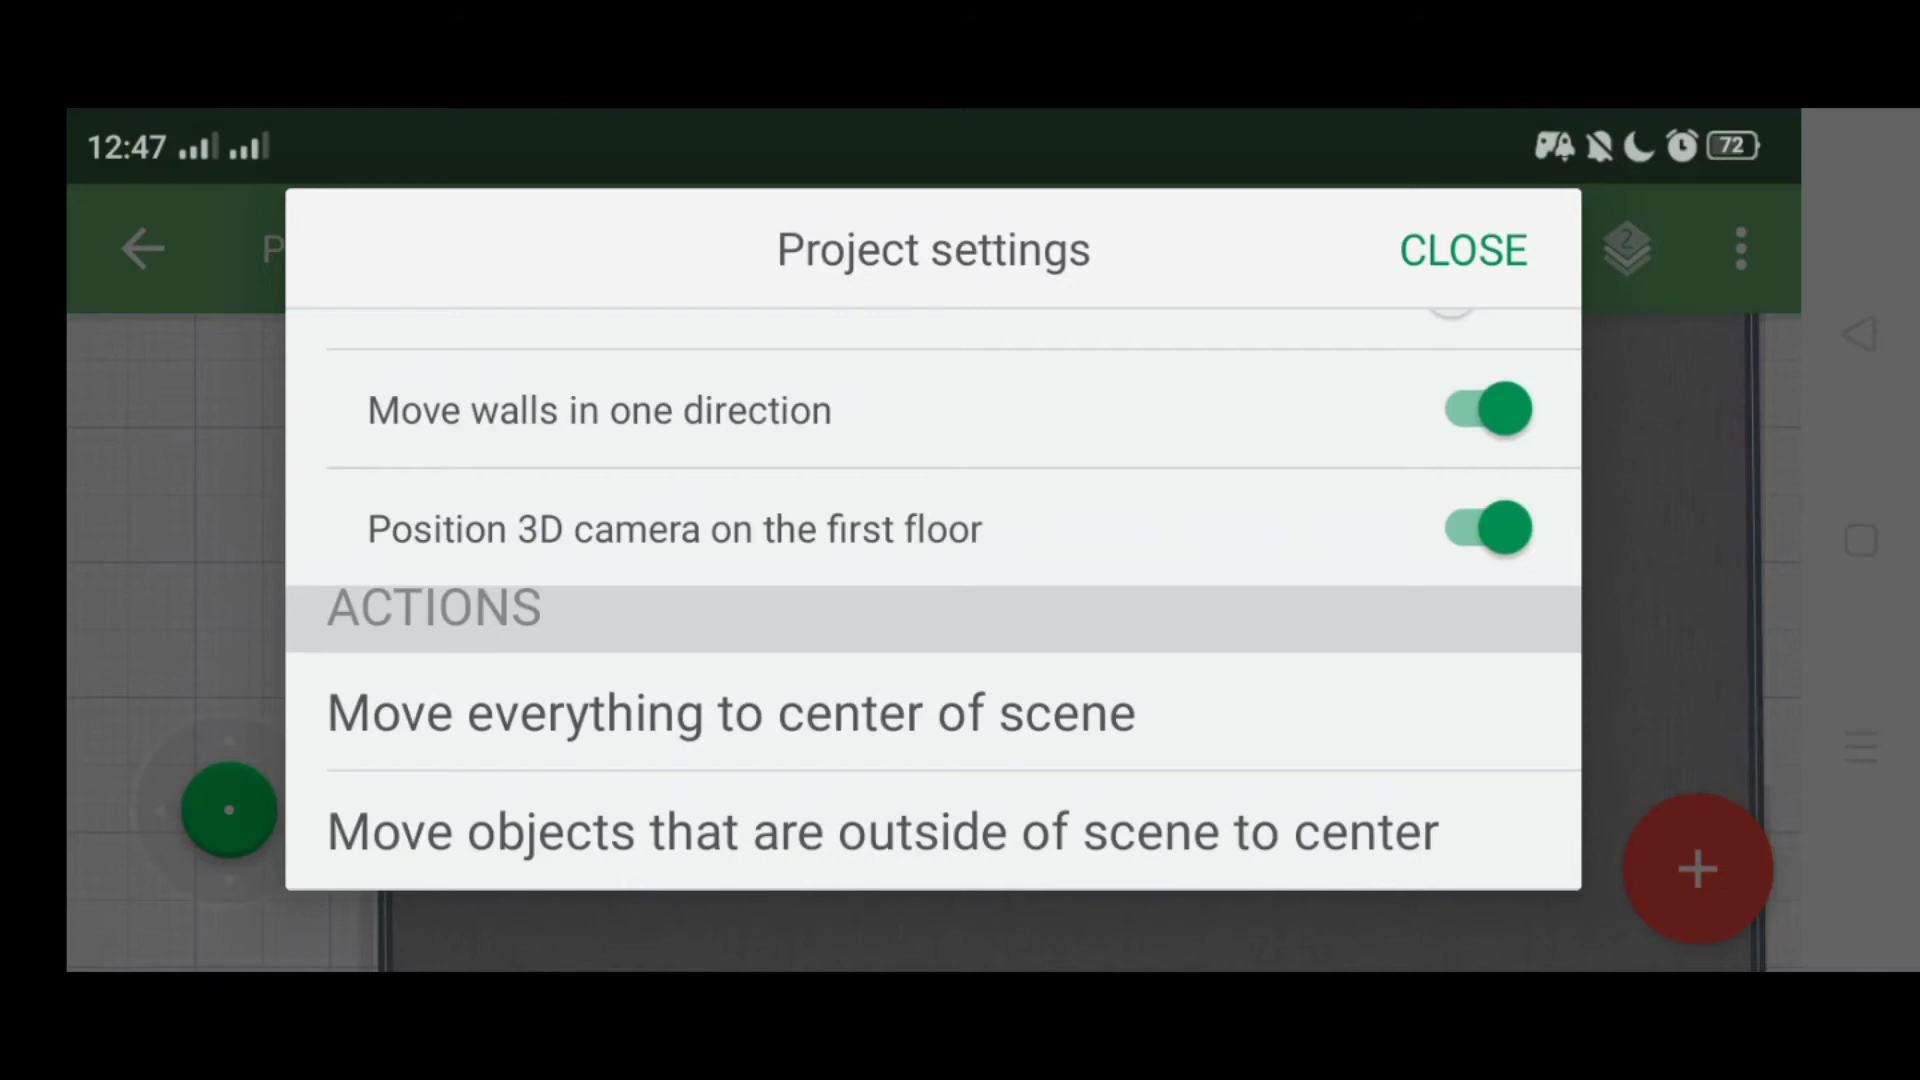 12:47
72
P
Project settings
CLOSE
2
Move walls in one direction
Position 3D camera on the first floor
ACTIONS
Move everything to center of scene
Move objects that are outside of scene to center